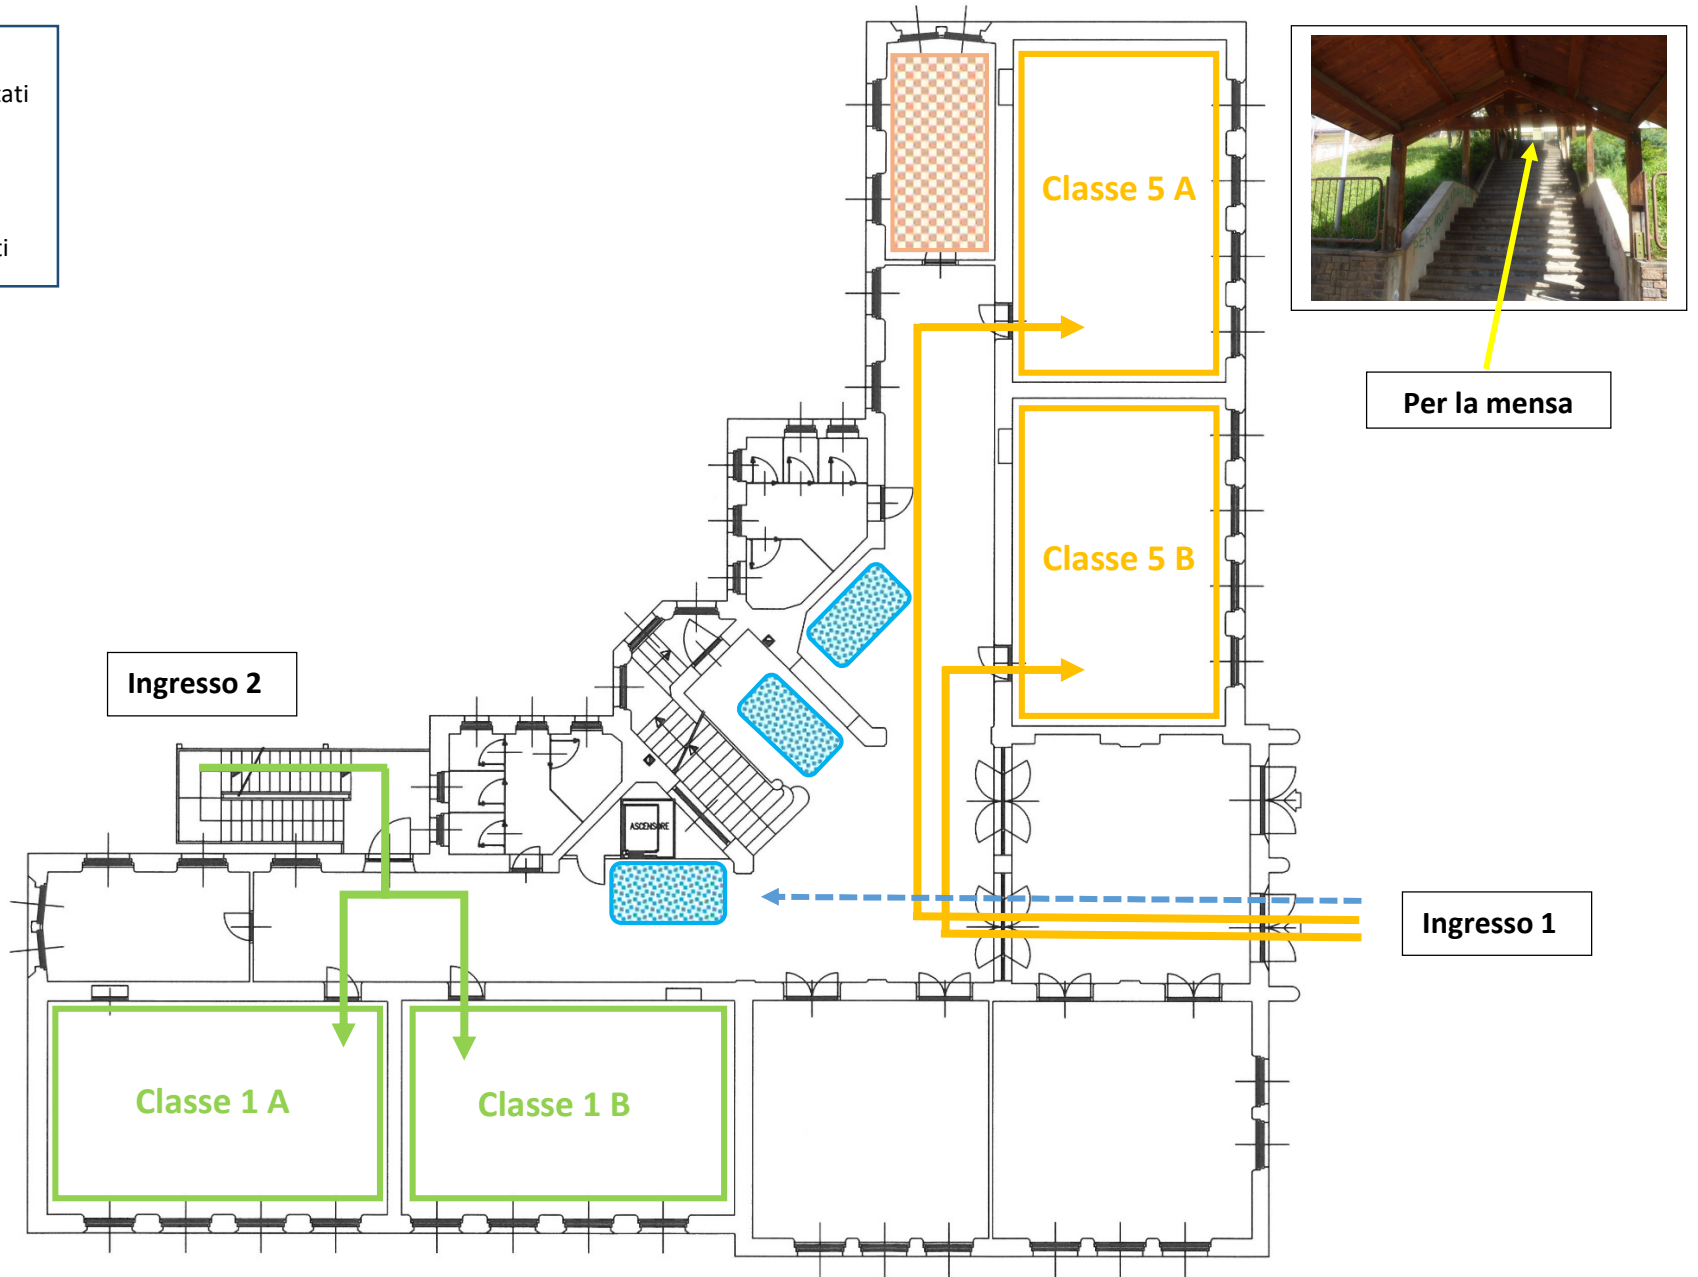 ati
ti
Classe 5 A
Per la mensa
Classe 5 B
Ingresso 2
ASCENSORE
Ingresso 1
Classe 1 A
Classe 1 B